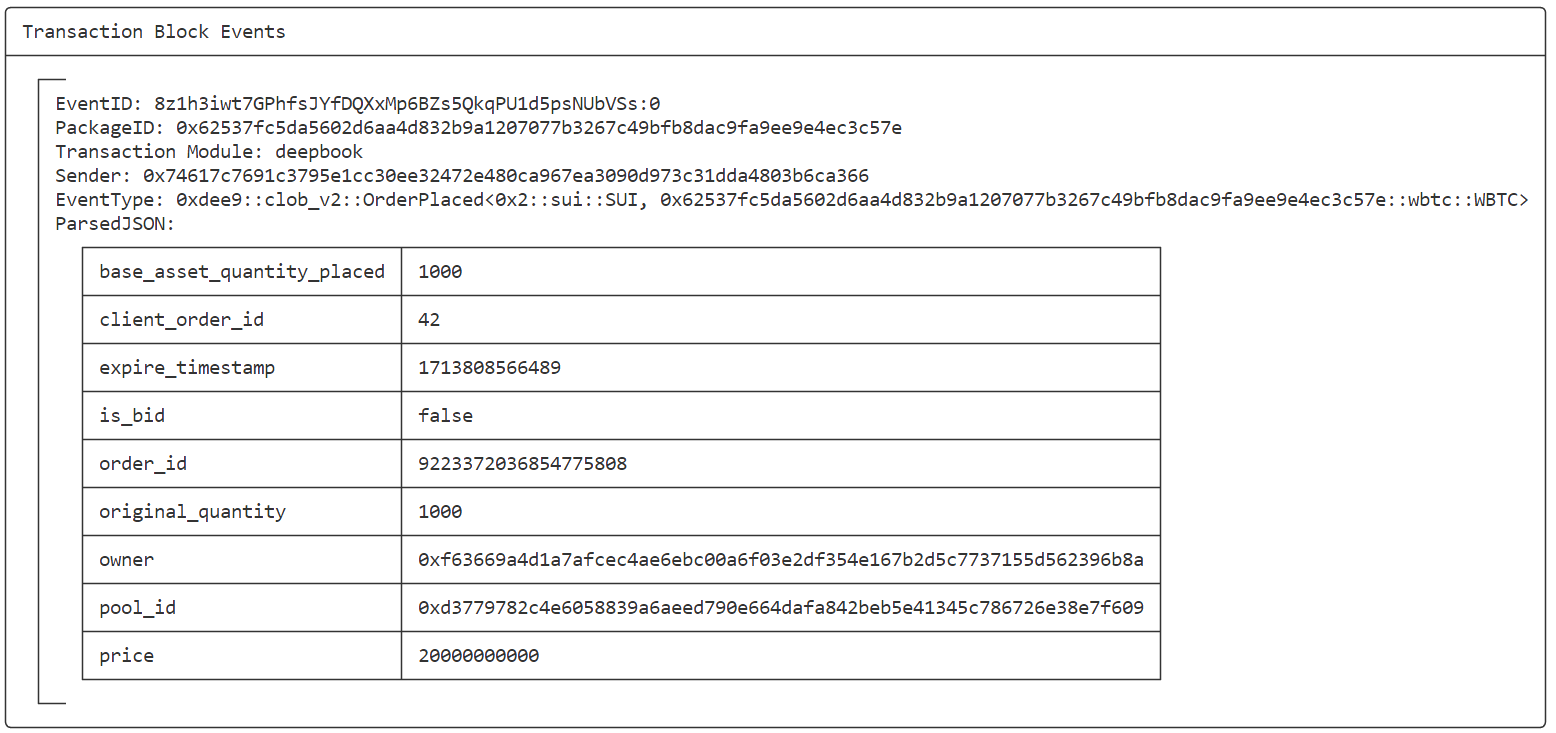 Transaction Block Events
EventID: 8z1h3iwt7GPhfsJYfDQXxMp6BZs5QkqPU1d5psNUbVSs:0
PackageID: 0x62537fc5da5602d6aa4d832b9a1207077b3267c49bfb8dac9fa9ee9e4ec3c57e
Transaction Module: deepbook
Sender: 0x74617c7691c3795e1cc30ee32472e480ca967ea3090d973c31dda4803b6ca366
EventType: 0xdee9::clob_v2::OrderPlaced<0x2::sui::SUI, 0x62537fc5da5602d6aa4d832b9a1207077b3267c49bfb8dac9fa9ee9e4ec3c57e::wbtc::WBTC>
ParsedJSON:
base_asset_quantity_placed 1000
client_order_id 42
expire_timestamp 1713808566489
is_bid false
order_id 9223372036854775808
original_quantity 1000
owner 0xf63669a4d1a7afcec4ae6ebc00a6f03e2df354e167b2d5c7737155d562396b8a
pool_id 0xd3779782c4e6058839a6aeed790e664dafa842beb5e41345c786726e38e7f609
price 20000000000